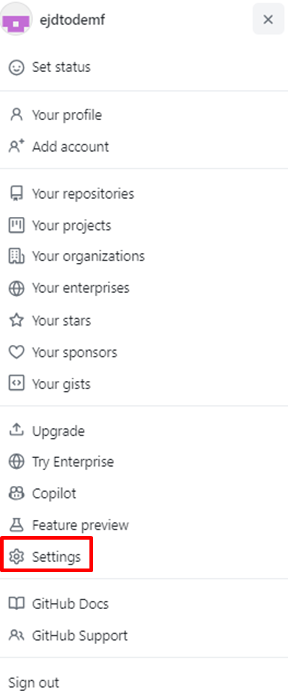 ejdtodemf
Set status
Your profile
Add account
Your repositories
Your projects
Your organizations
Your enterprises
Your stars
Your sponsors
Your gists
Upgrade
Try Enterprise
Copilot
Feature preview
Settings
GitHub Docs
GitHub Support
Sign out